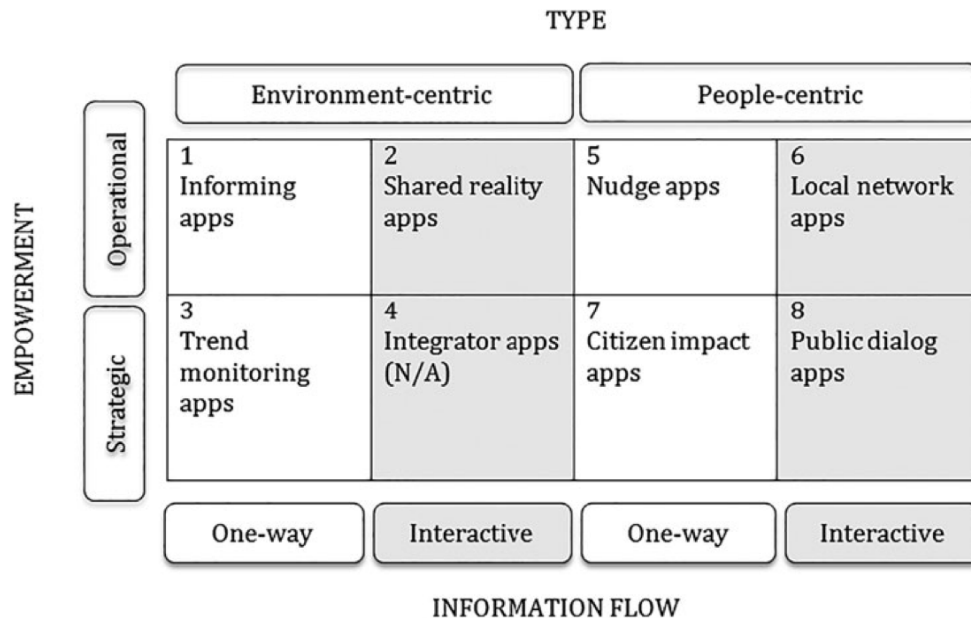 TYPE
Environment-centric
People-centric
EMPOWERMENT
Operational
Strategic
1
Informing
apps
2
Shared reality
apps
5
Nudge apps
6
Local network
apps
3
Trend
monitoring
apps
4
Integrator apps
(N/A)
7
Citizen impact
apps
8
Public dialog
apps
One-way
Interactive
One-way
Interactive
INFORMATION FLOW